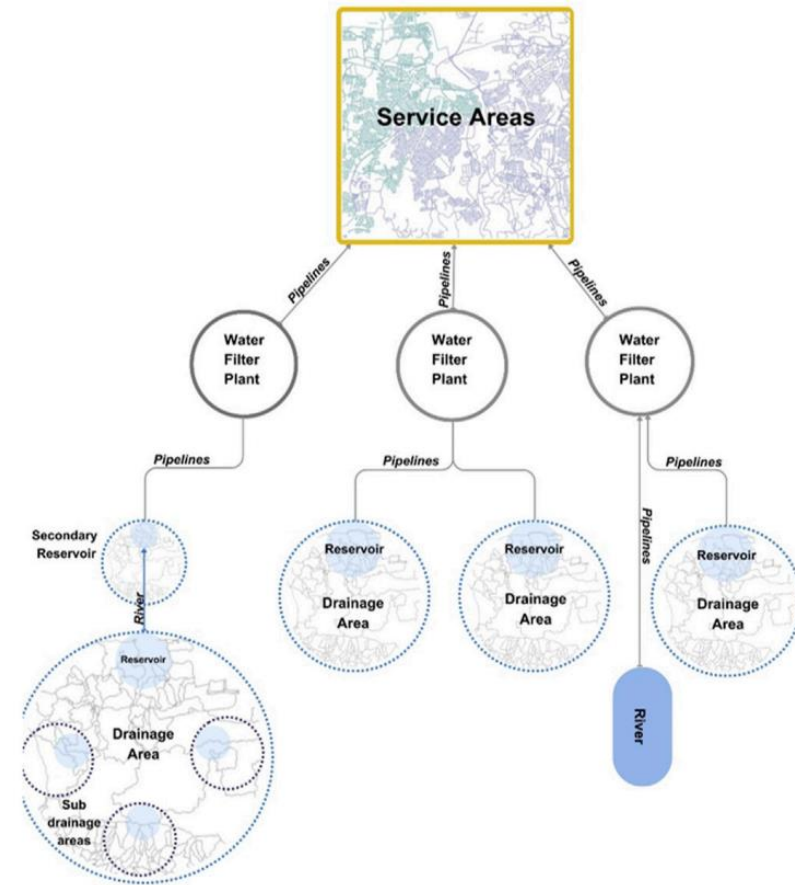 Service Areas
Pipelines
Pipelines
Pipelines
Water
Filter
Plant
Water
Filter
Plant
Water
Filter
Plant
Pipelines
Pipelines
Pipelines
Pipelines
Secondary
Reservoir
River
Reservoir
Drainage
Area
Reservoir
Drainage
Area
Reservoir
Drainage
Area
Reservoir
Drainage
Area
Sub
drainage
areas
River